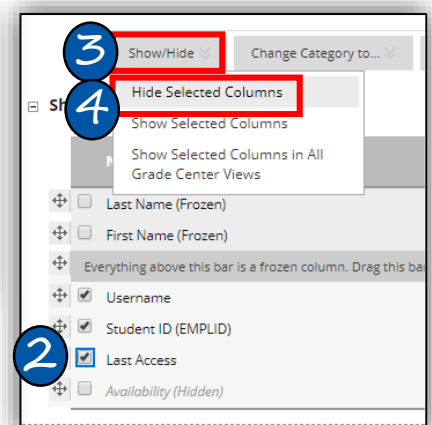 3
Show/Hide
Change Category to...
4
Hide Selected Columns
Sh
Show Selected Columns
Show Selected Columns in All
Grade Center Views
N
Last Name (Frozen)
First Name (Frozen)
Everything above this bar is a frozen column. Drag this bar
Username
Student ID (EMPLID)
2
Last Access
Availability (Hidden)